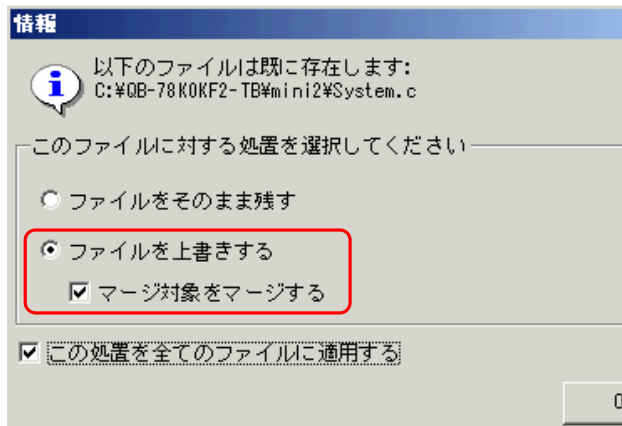 情報
以下のファイルは既に存在します:
C:¥QB-78K0KF2-TB¥mini2¥System.c
このファイルに対する処置を選択してください
ファイルをそのまま残す
ファイルを上書きする
マージ対象をマージする
この処置を全てのファイルに適用する